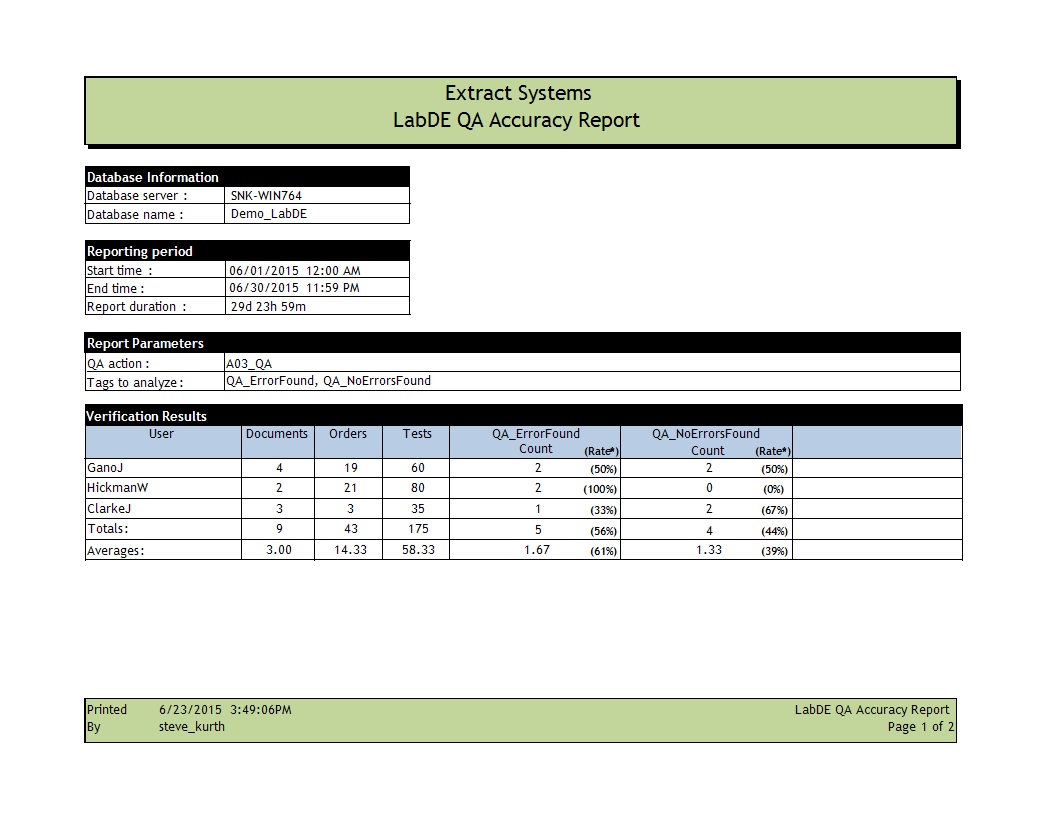 Extract Systems
LabDE QA Accuracy Report
Database Information
Database server : SNK-WIN764
Database name : Demo_LabDE
Reporting period
Start time : 06/01/2015 12:00 AM
End time : 06/30/2015 11:59 PM
Report duration : 29d 23h 59m
Report Parameters
QA action : A03_QA
Tags to analyze : QA_ErrorFound, QA_NoErrorsFound
Verification Results
User Documents Orders Tests QA_ErrorFound QA_NoErrorsFound
Count (Rate*) Count (Rate*)
GanoJ 4 19 60 2 (50%) 2 (50%)
HickmanW 2 21 80 2 (100%) 0 (0%)
ClarkeJ 3 3 35 1 (33%) 2 (67%)
Totals: 9 43 175 5 (56%) 4 (44%)
Averages: 3.00 14.33 58.33 1.67 (61%) 1.33 (39%)
Printed 6/23/2015 3:49:06PM LabDE QA Accuracy Report
By steve_kurth Page 1 of 2